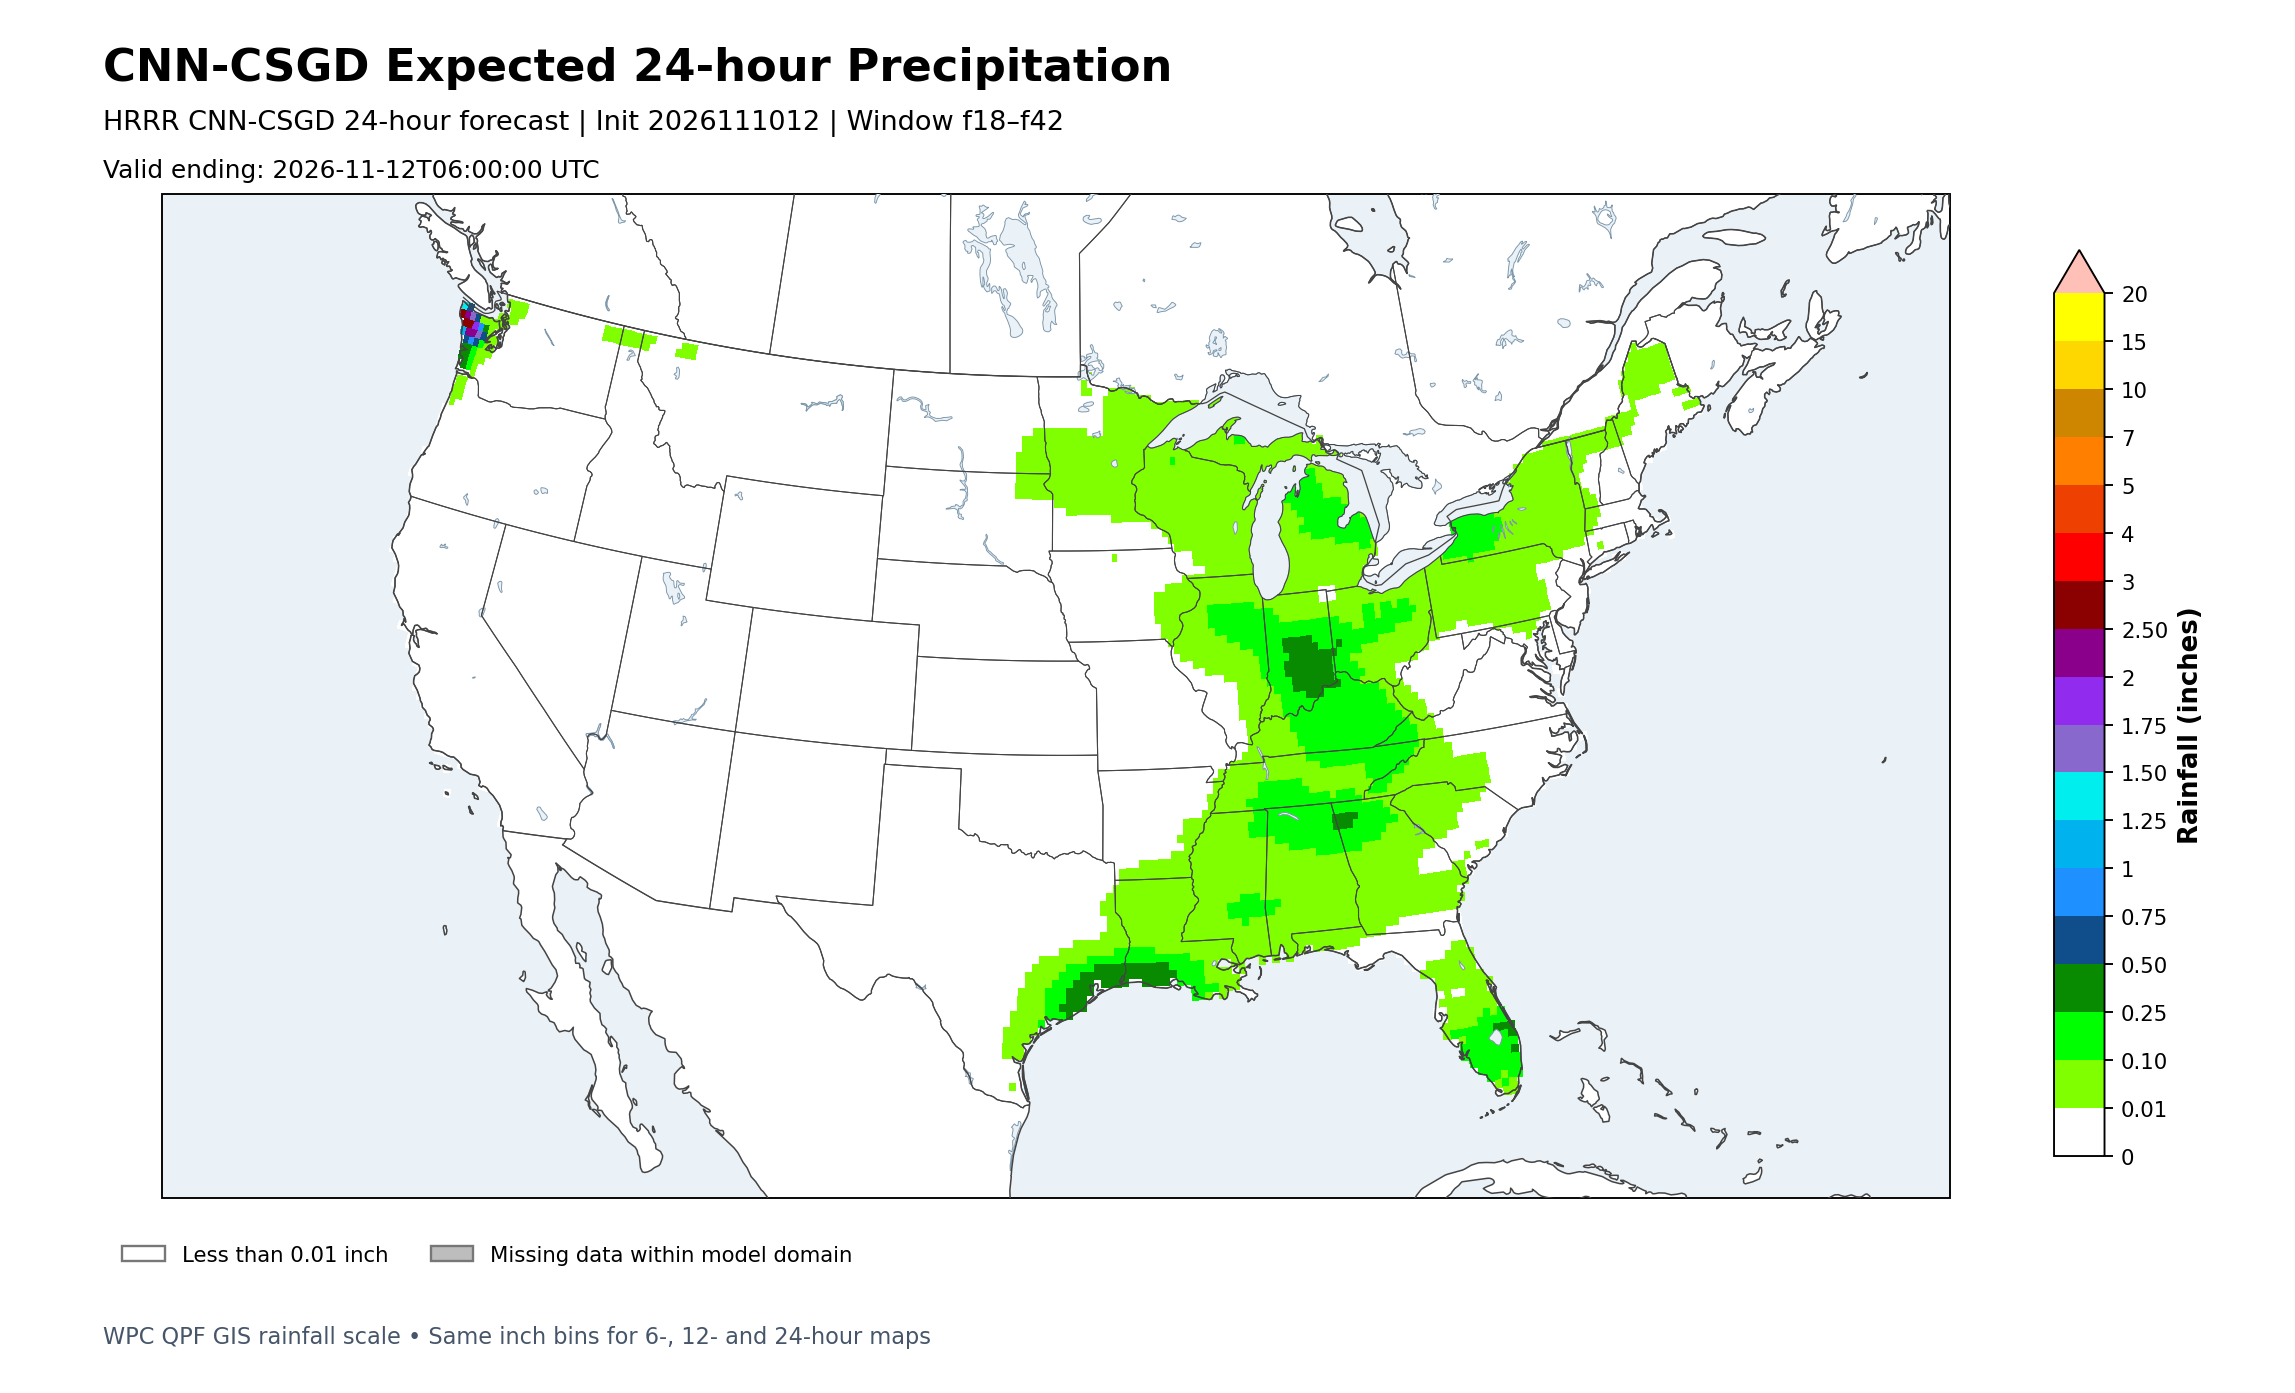 CNN-CSGD Expected 24-hour Precipitation
HRRR CNN-CSGD 24-hour forecast | Init 2026111012 | Window f18–f42
Valid ending: 2026-11-12T06:00:00 UTC
20
15
10
7
5
4
3
2.50
2
1.75
1.50
1.25
1
0.75
0.50
0.25
0.10
0.01
0
Rainfall (inches)
Less than 0.01 inch
Missing data within model domain
WPC QPF GIS rainfall scale • Same inch bins for 6-, 12- and 24-hour maps